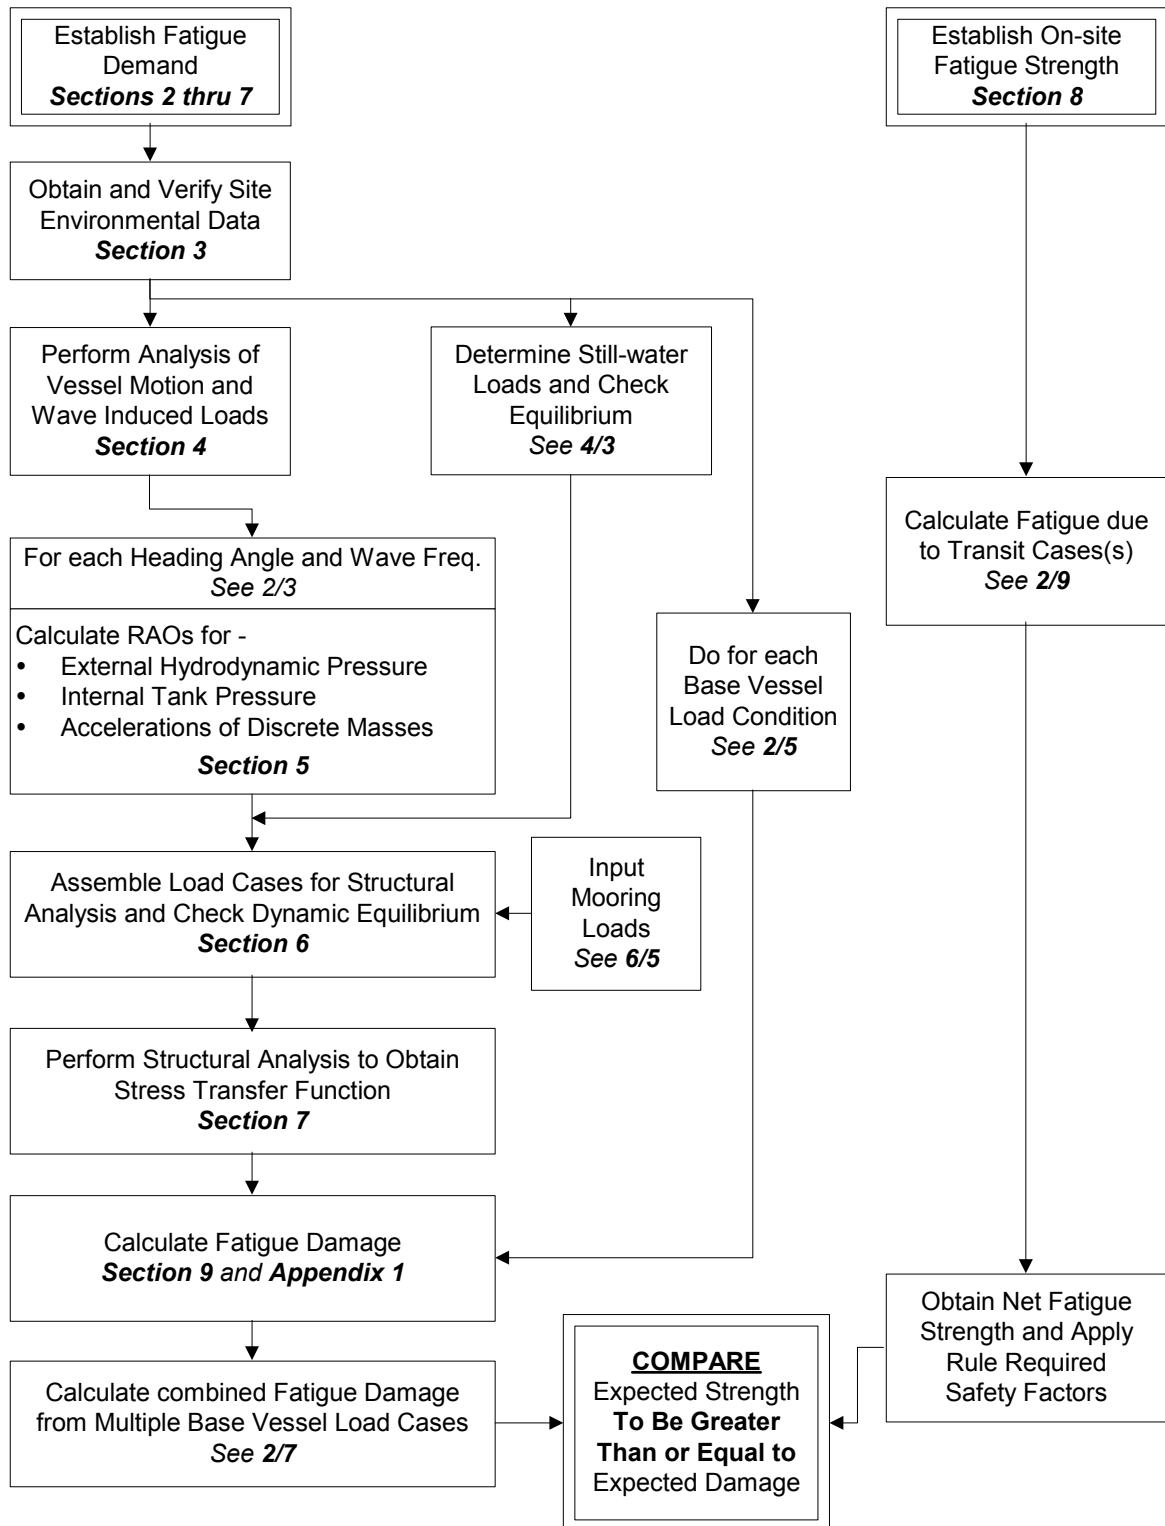 Establish Fatigue
Demand
Sections 2 thru 7
Establish On-site
Fatigue Strength
Section 8
Obtain and Verify Site
Environmental Data
Section 3
Perform Analysis of
Vessel Motion and
Wave Induced Loads
Section 4
Determine Still-water
Loads and Check
Equilibrium
See 4/3
For each Heading Angle and Wave Freq.
See 2/3
Calculate RAOs for -
• External Hydrodynamic Pressure
• Internal Tank Pressure
• Accelerations of Discrete Masses
Section 5
Do for each
Base Vessel
Load Condition
See 2/5
Calculate Fatigue due
to Transit Cases(s)
See 2/9
Assemble Load Cases for Structural
Analysis and Check Dynamic Equilibrium
Section 6
Input
Mooring
Loads
See 6/5
Perform Structural Analysis to Obtain
Stress Transfer Function
Section 7
Calculate Fatigue Damage
Section 9 and Appendix 1
Calculate combined Fatigue Damage
from Multiple Base Vessel Load Cases
See 2/7
COMPARE
Expected Strength
To Be Greater
Than or Equal to
Expected Damage
Obtain Net Fatigue
Strength and Apply
Rule Required
Safety Factors